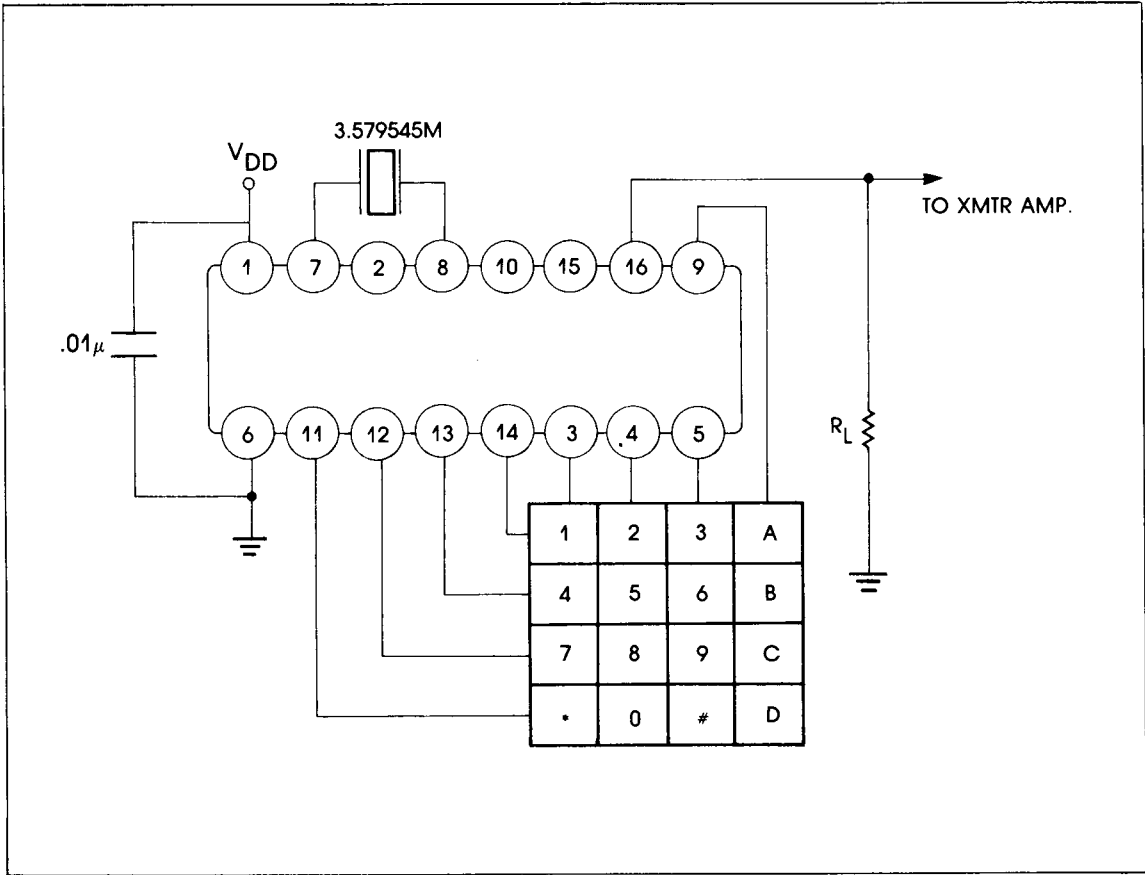 3.579545M
VDD
TO XMTR AMP.
1 7 2 8 10 15 16 9
.01μ
6 11 12 13 14 3 .4 5
RL
1 2 3 A
4 5 6 B
7 8 9 C
* 0 # D